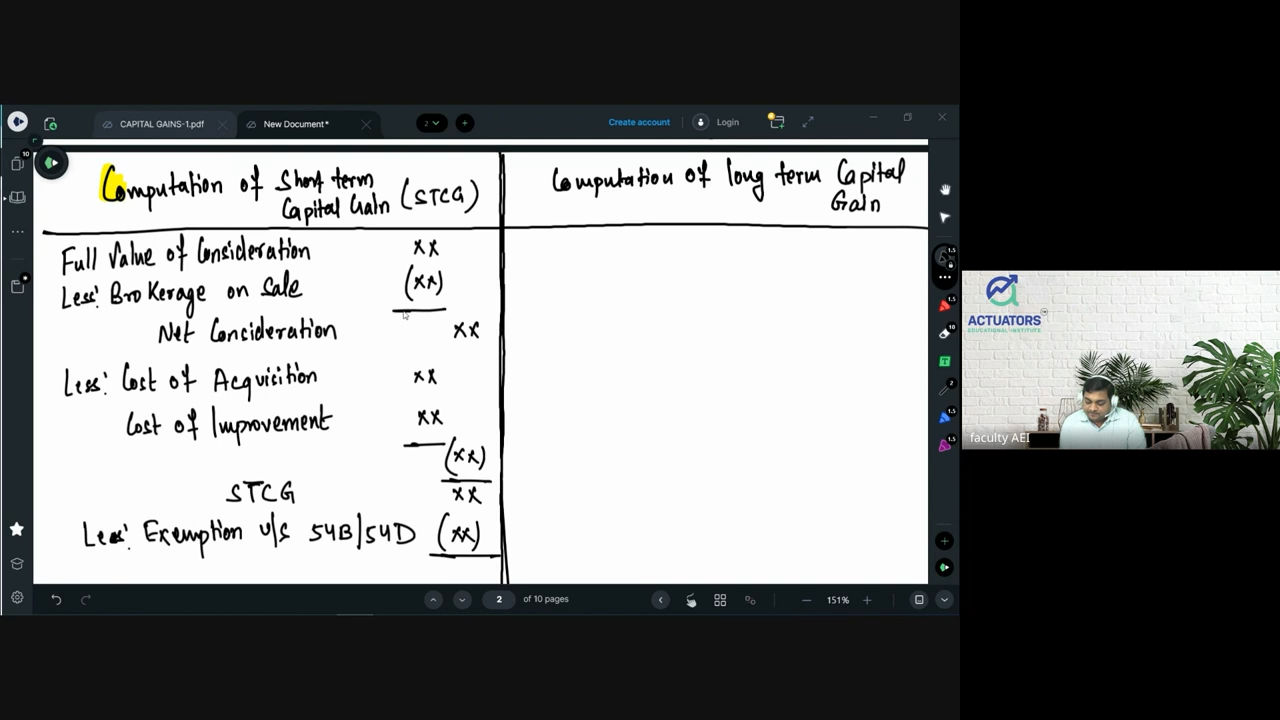 CAPITAL GAINS-1.pdf
New Document*
2
Create account
Login
Computation of Short term
Capital Gain (STCG)
Computation of long term Capital
Gain
Full Value of Consideration xx
Less: Brokerage on Sale (xx)
Net Consideration xx
Less: Cost of Acquisition xx
Cost of Improvement xx
(xx)
STCG xx
Less: Exemption u/s 54B/54D (xx)
2 of 10 pages
151%
ACTUATORS
EDUCATIONAL INSTITUTE
faculty AEI